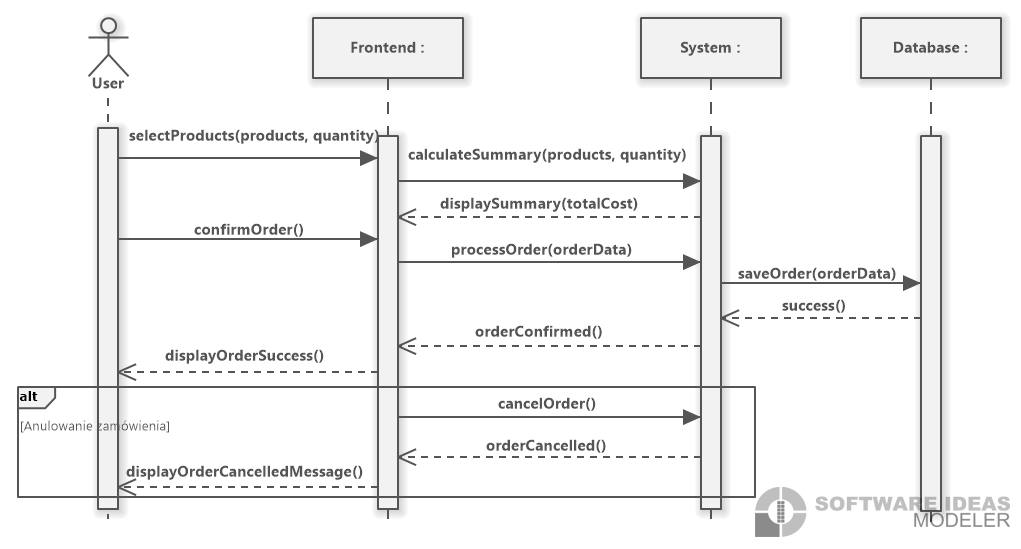 Frontend :
System :
Database :
User
selectProducts(products, quantity)
calculateSummary(products, quantity)
displaySummary(totalCost)
confirmOrder()
processOrder(orderData)
saveOrder(orderData)
success()
orderConfirmed()
displayOrderSuccess()
alt
cancelOrder()
[Anulowanie zamówienia]
orderCancelled()
displayOrderCancelledMessage()
SOFTWARE IDEAS
MODELER